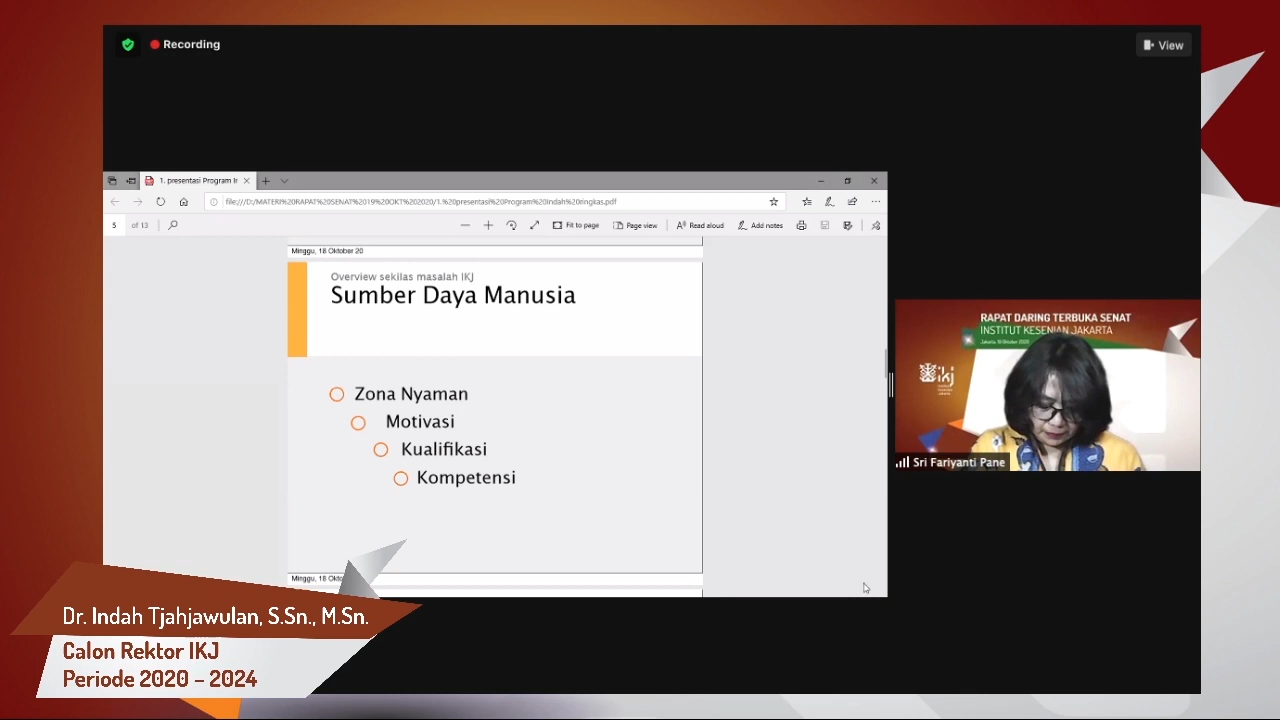 Recording
View
1. presentasi Program Ir
file:///D:/MATERI%20RAPAT%20SENAT%2019%20OKT%202020/1.%20presentasi%20Program%20Indah%20ringkas.pdf
5 of 13
Fit to page
Page view
Read aloud
Add notes
Minggu, 18 Oktober 20
Overview sekilas masalah IKJ
Sumber Daya Manusia
Zona Nyaman
Motivasi
Kualifikasi
Kompetensi
Minggu, 18 Okto
RAPAT DARING TERBUKA SENAT
INSTITUT KESENIAN JAKARTA
ikj
Sri Fariyanti Pane
Dr. Indah Tjahjawulan, S.Sn., M.Sn.
Calon Rektor IKJ
Periode 2020 – 2024